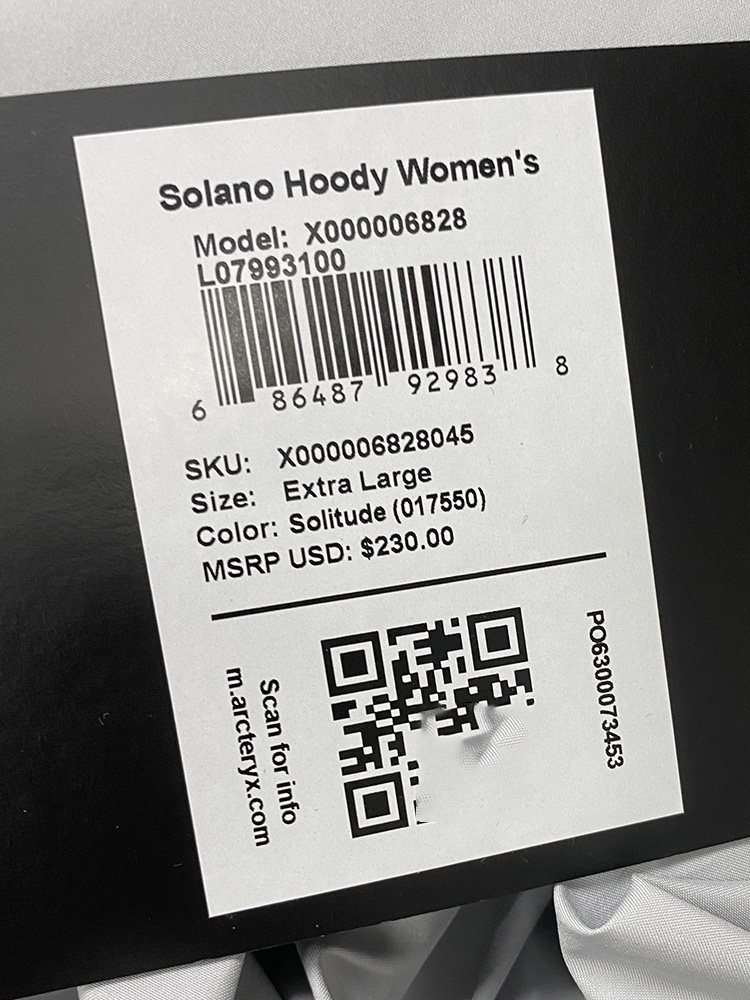 Solano Hoody Women's
Model: X000006828
L07993100
6 86487 92983 8
SKU: X000006828045
Size: Extra Large
Color: Solitude (017550)
MSRP USD: $230.00
Scan for info
m.arcteryx.com
PO6300073453